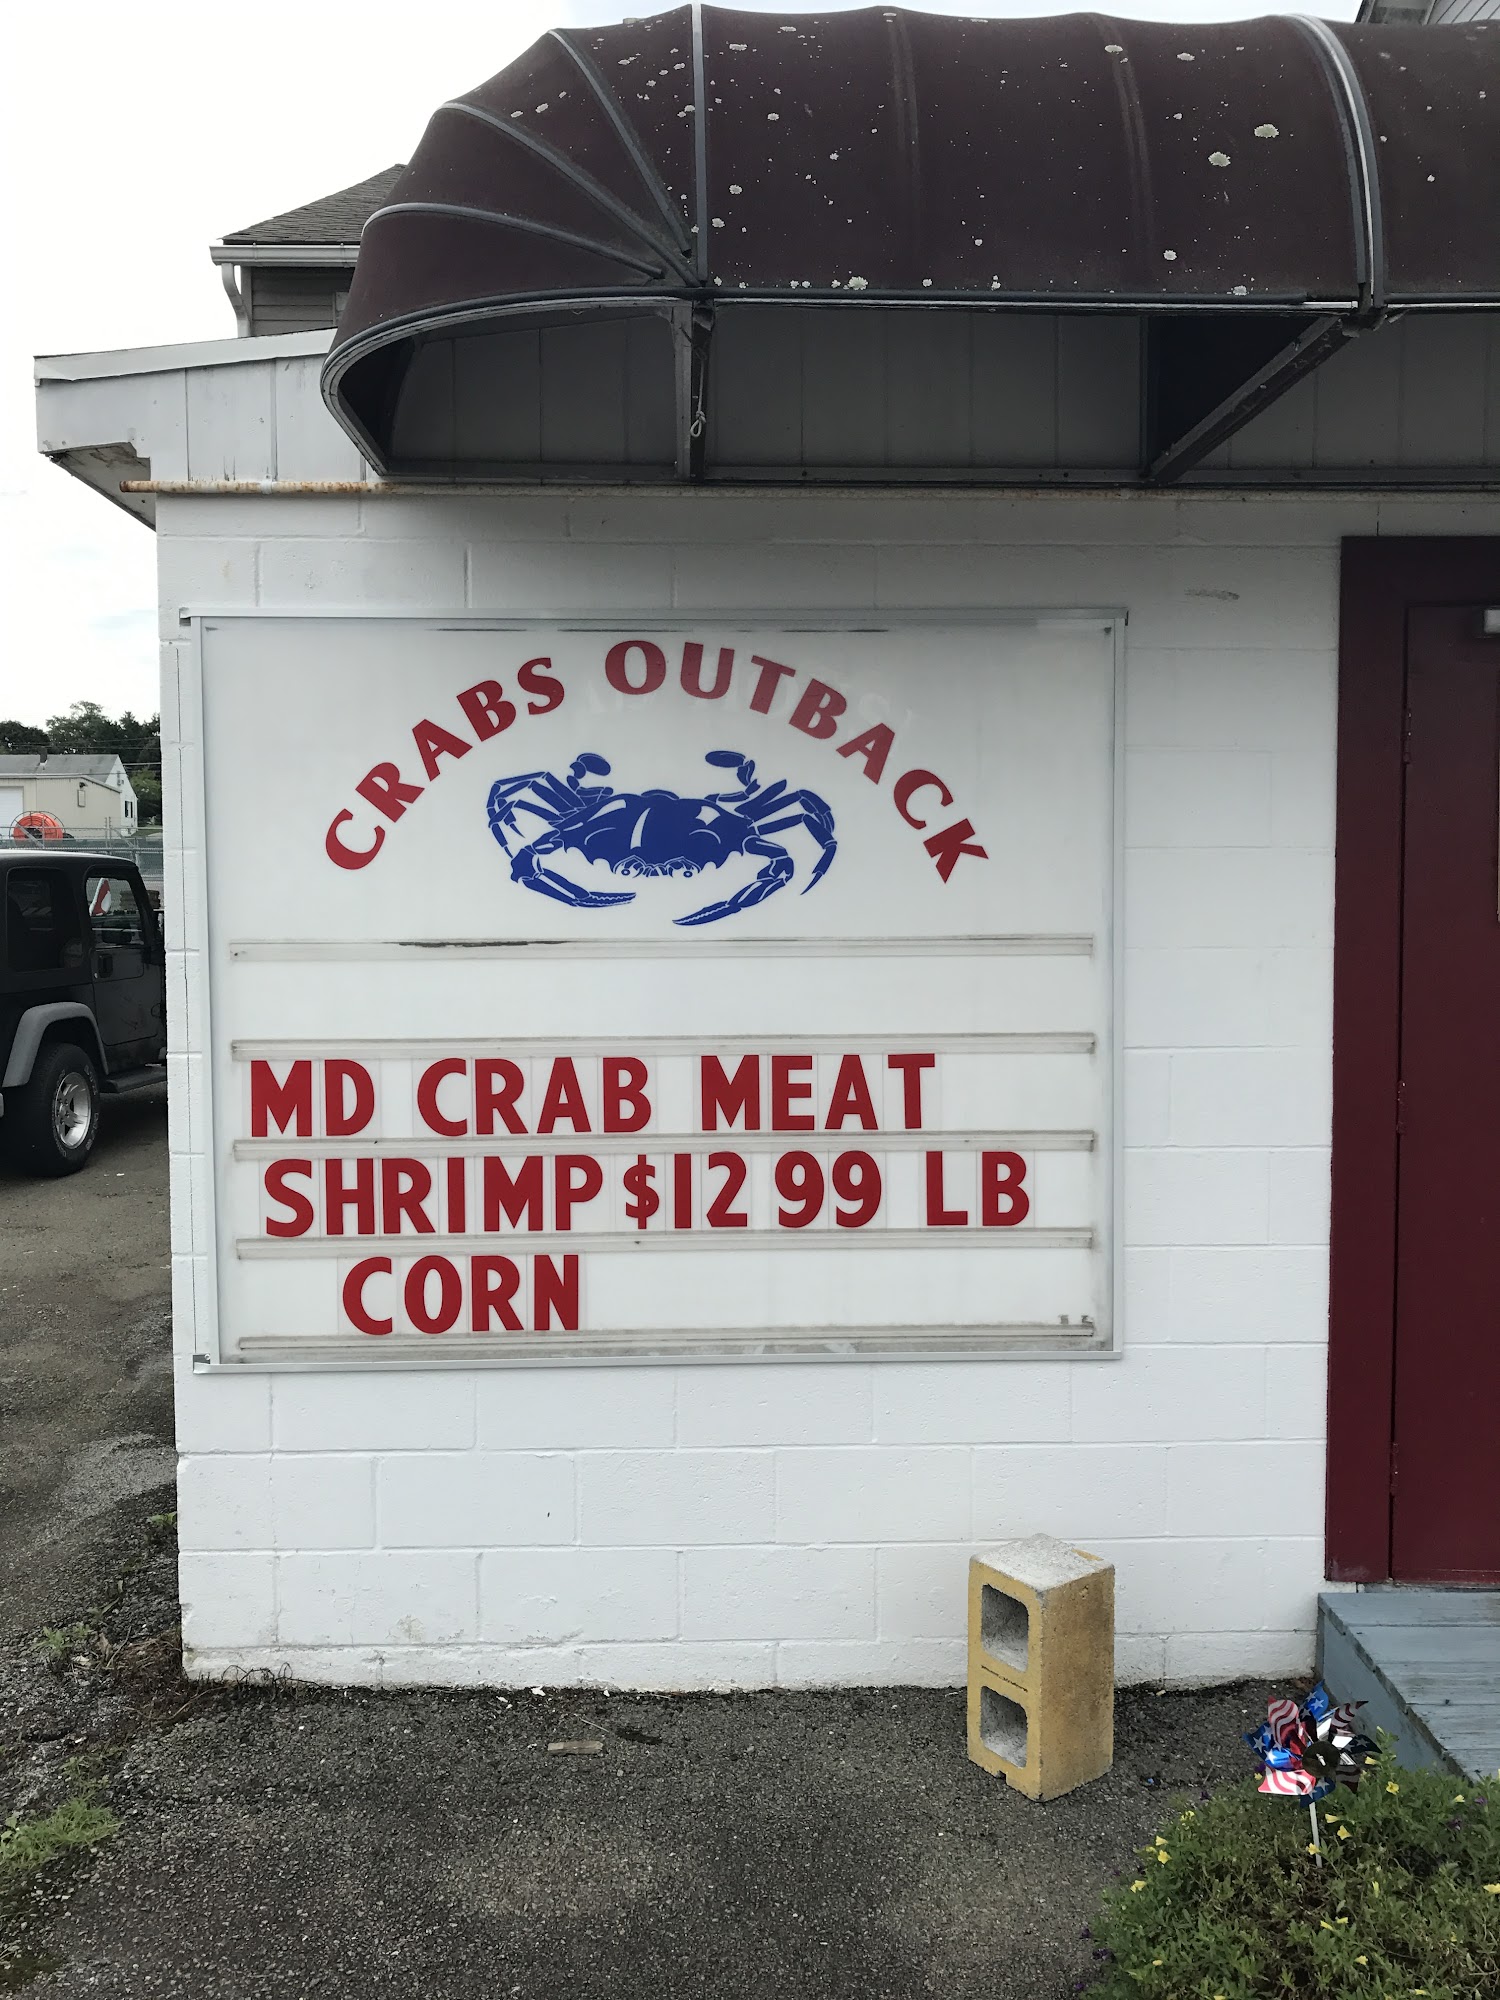 CRABS OUTBACK
MD CRAB MEAT
SHRIMP $12 99 LB
CORN